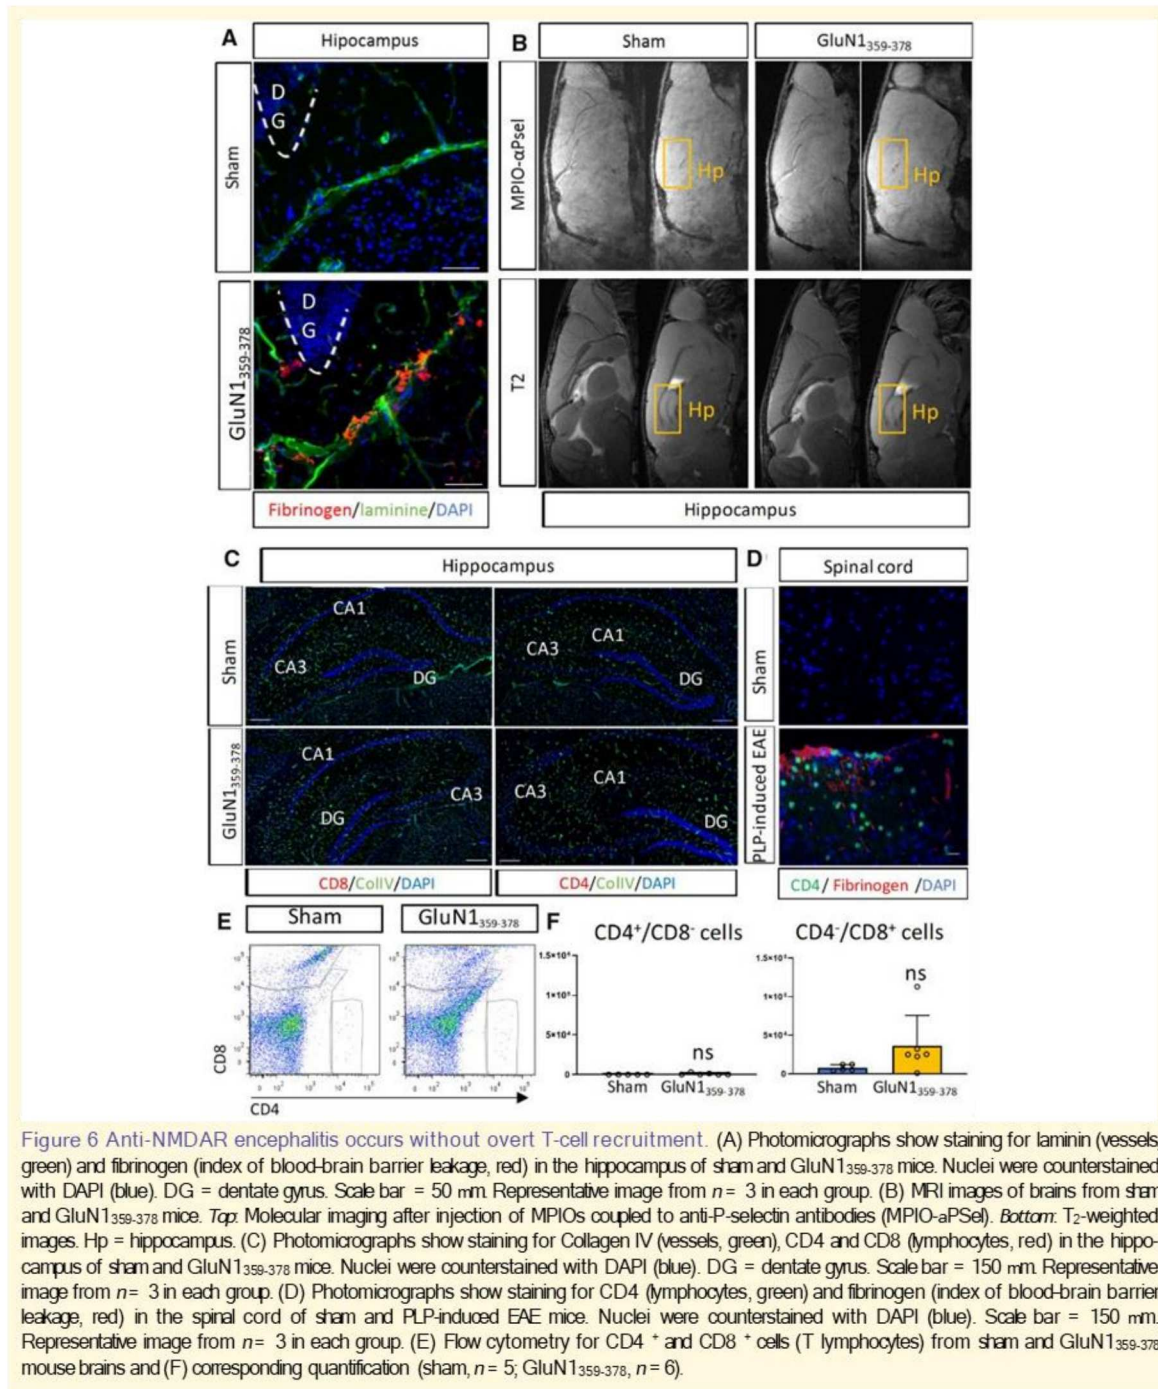 A
Hipocampus
Sham
D
G
GluN1359-378
D
G
Fibrinogen/laminine/DAPI
B
Sham
GluN1359-378
MPIO-αPsel
Hp
Hp
T2
Hp
Hp
Hippocampus
C
Hippocampus
Sham
CA1
CA3
DG
CA1
CA3
DG
GluN1359-378
CA1
CA3
DG
CA1
CA3
DG
CD8/ColIV/DAPI
CD4/ColIV/DAPI
D
Spinal cord
Sham
PLP-induced EAE
CD4/ Fibrinogen /DAPI
E
Sham
GluN1359-378
CD8
CD4
F
CD4+/CD8- cells
ns
0
Sham
GluN1359-378
CD4-/CD8+ cells
ns
0
Sham
GluN1359-378
Figure 6 Anti-NMDAR encephalitis occurs without overt T-cell recruitment. (A) Photomicrographs show staining for laminin (vessels,
green) and fibrinogen (index of blood–brain barrier leakage, red) in the hippocampus of sham and GluN1359-378 mice. Nuclei were counterstained
with DAPI (blue). DG = dentate gyrus. Scale bar = 50 mm. Representative image from n = 3 in each group. (B) MRI images of brains from sham
and GluN1359-378 mice. Top: Molecular imaging after injection of MPIOs coupled to anti-P-selectin antibodies (MPIO-aPSel). Bottom: T2-weighted
images. Hp = hippocampus. (C) Photomicrographs show staining for Collagen IV (vessels, green), CD4 and CD8 (lymphocytes, red) in the hippo-
campus of sham and GluN1359-378 mice. Nuclei were counterstained with DAPI (blue). DG = dentate gyrus. Scale bar = 150 mm. Representative
image from n = 3 in each group. (D) Photomicrographs show staining for CD4 (lymphocytes, green) and fibrinogen (index of blood–brain barrier
leakage, red) in the spinal cord of sham and PLP-induced EAE mice. Nuclei were counterstained with DAPI (blue). Scale bar = 150 mm.
Representative image from n = 3 in each group. (E) Flow cytometry for CD4 + and CD8 + cells (T lymphocytes) from sham and GluN1359-378
mouse brains and (F) corresponding quantification (sham, n = 5; GluN1359-378, n = 6).